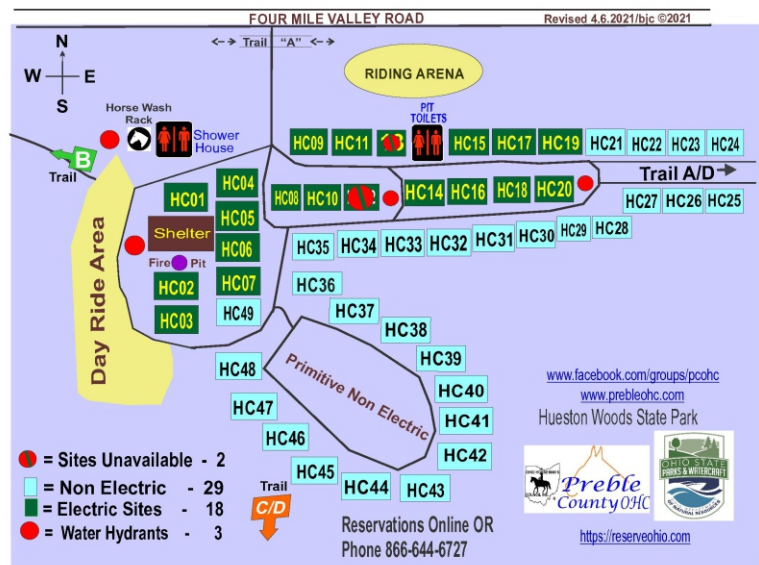 FOUR MILE VALLEY ROAD
Revised 4.6.2021/bjc ©2021
Trail "A"
N
W E
S
RIDING ARENA
Horse Wash
Rack
Shower
House
PIT
TOILETS
B
Trail
HC09 HC11 HC15 HC17 HC19 HC21 HC22 HC23 HC24
Trail A/D
HC04
HC01
HC08 HC10 HC14 HC16 HC18 HC20
HC27 HC26 HC25
HC05
Shelter
HC06
HC35 HC34 HC33 HC32 HC31 HC30 HC29 HC28
Fire Pit
HC02
HC07
HC36
HC03
HC49
HC37
HC38
HC39
HC40
HC41
HC42
HC43
HC44
HC45
HC46
HC47
HC48
Day Ride Area
Primitive Non Electric
www.facebook.com/groups/pcohc
www.prebleohc.com
Hueston Woods State Park
= Sites Unavailable - 2
= Non Electric - 29
= Electric Sites - 18
= Water Hydrants - 3
Trail
C/D
Reservations Online OR
Phone 866-644-6727
Preble
County OHC
OHIO STATE
PARKS & WATERCRAFT
https://reserveohio.com